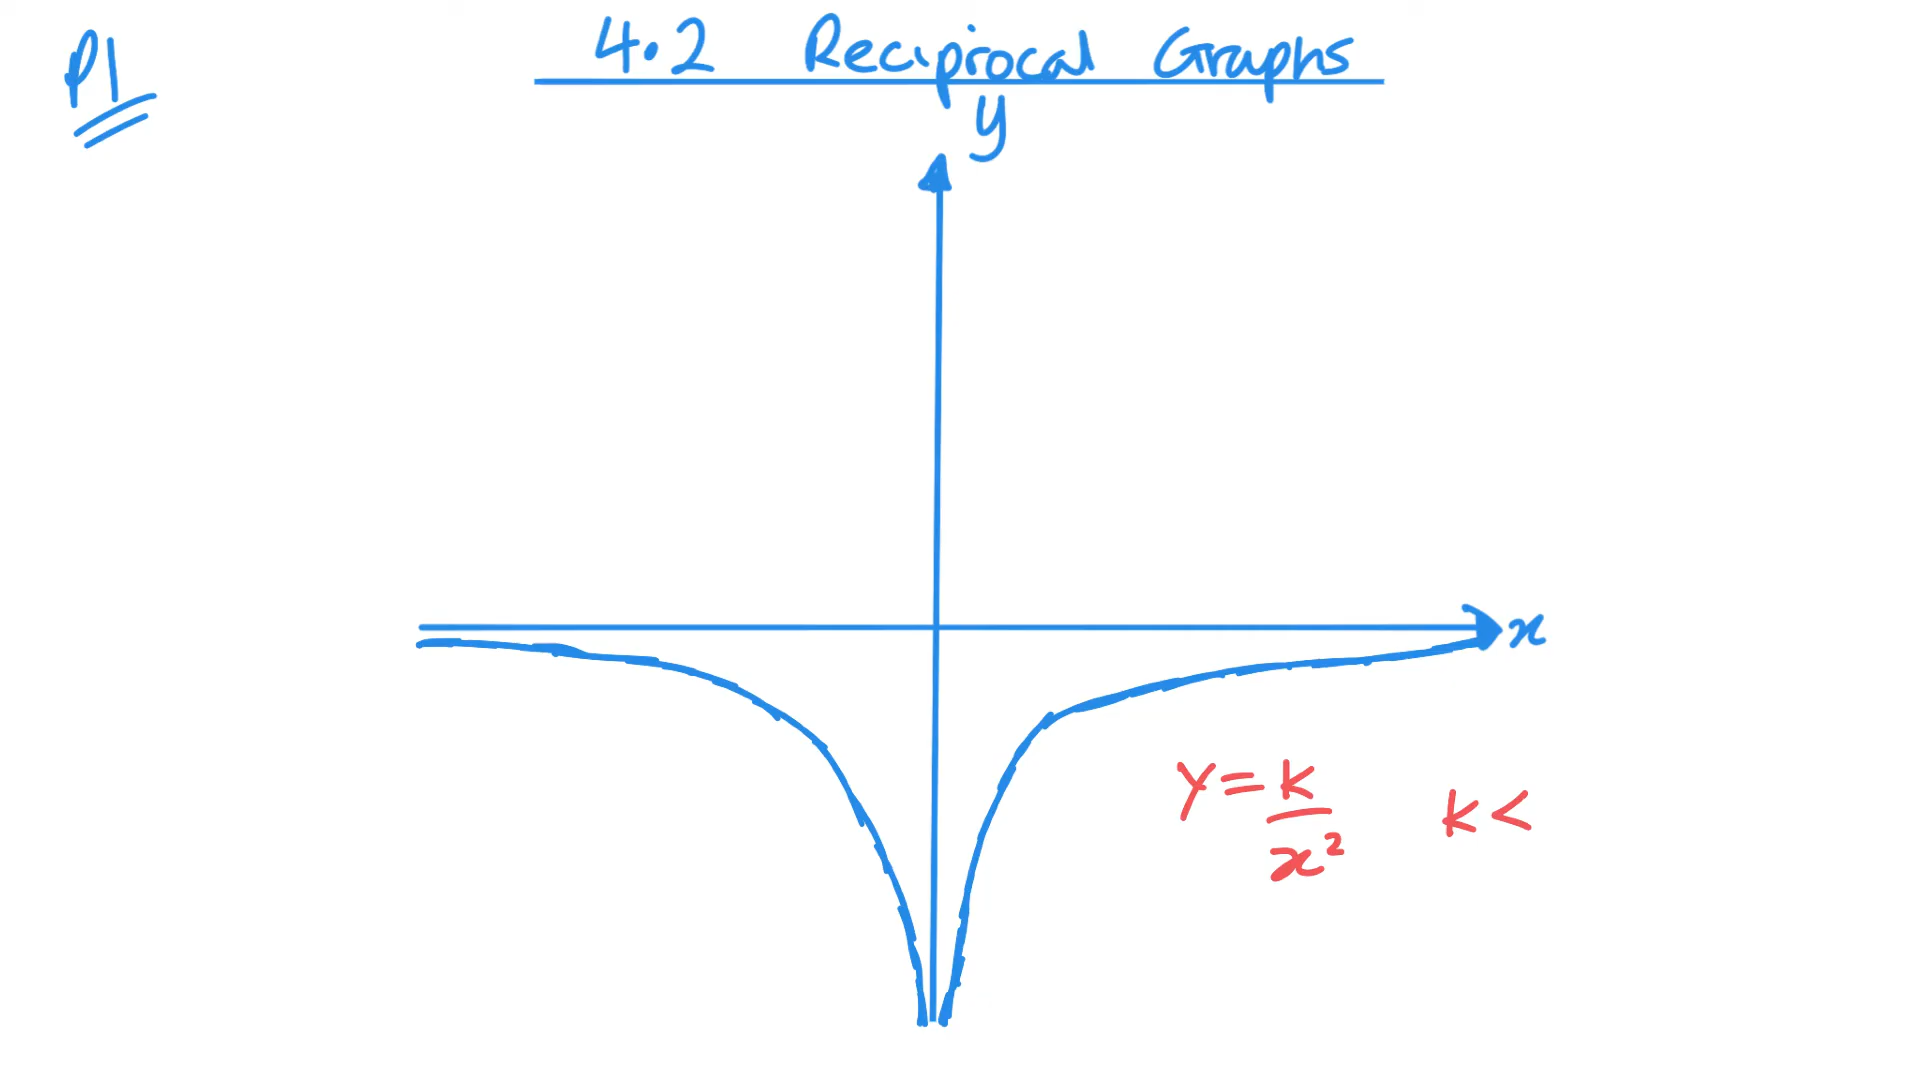 P1
4.2 Reciprocal Graphs
y
x
y = k/x² k <